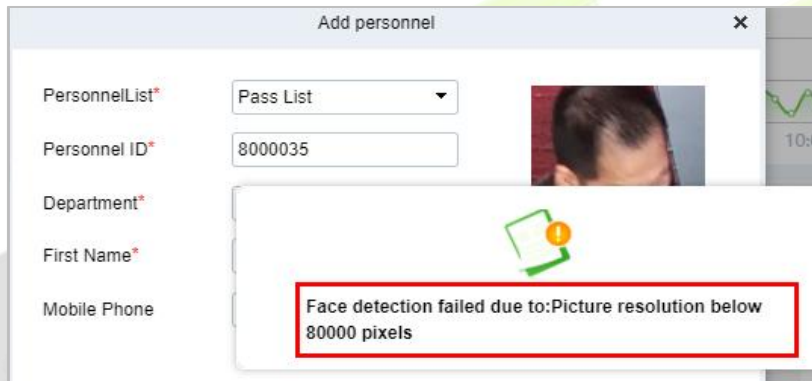 Add personnel ×
PersonnelList* Pass List
Personnel ID* 8000035
Department*
First Name*
Mobile Phone
Face detection failed due to:Picture resolution below
80000 pixels